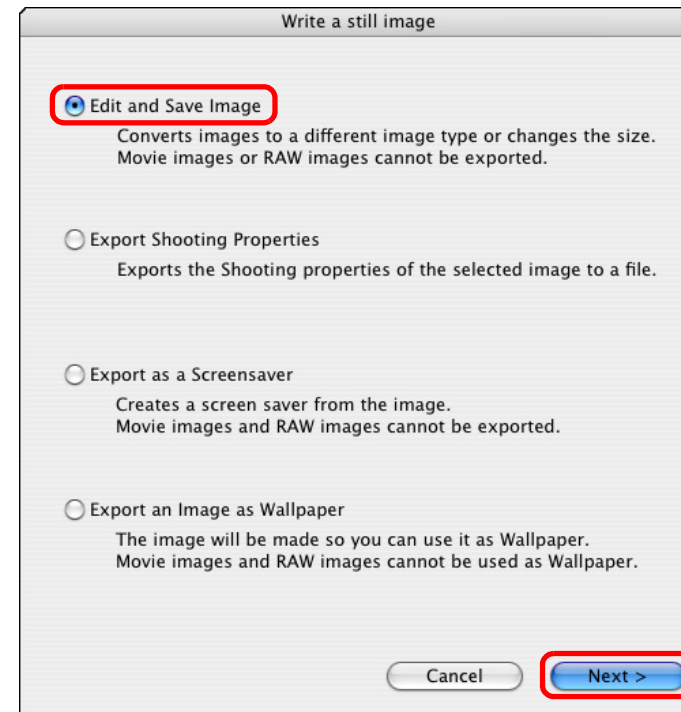 Write a still image
Edit and Save Image
Converts images to a different image type or changes the size.
Movie images or RAW images cannot be exported.
Export Shooting Properties
Exports the Shooting properties of the selected image to a file.
Export as a Screensaver
Creates a screen saver from the image.
Movie images and RAW images cannot be exported.
Export an Image as Wallpaper
The image will be made so you can use it as Wallpaper.
Movie images and RAW images cannot be used as Wallpaper.
Cancel
Next >